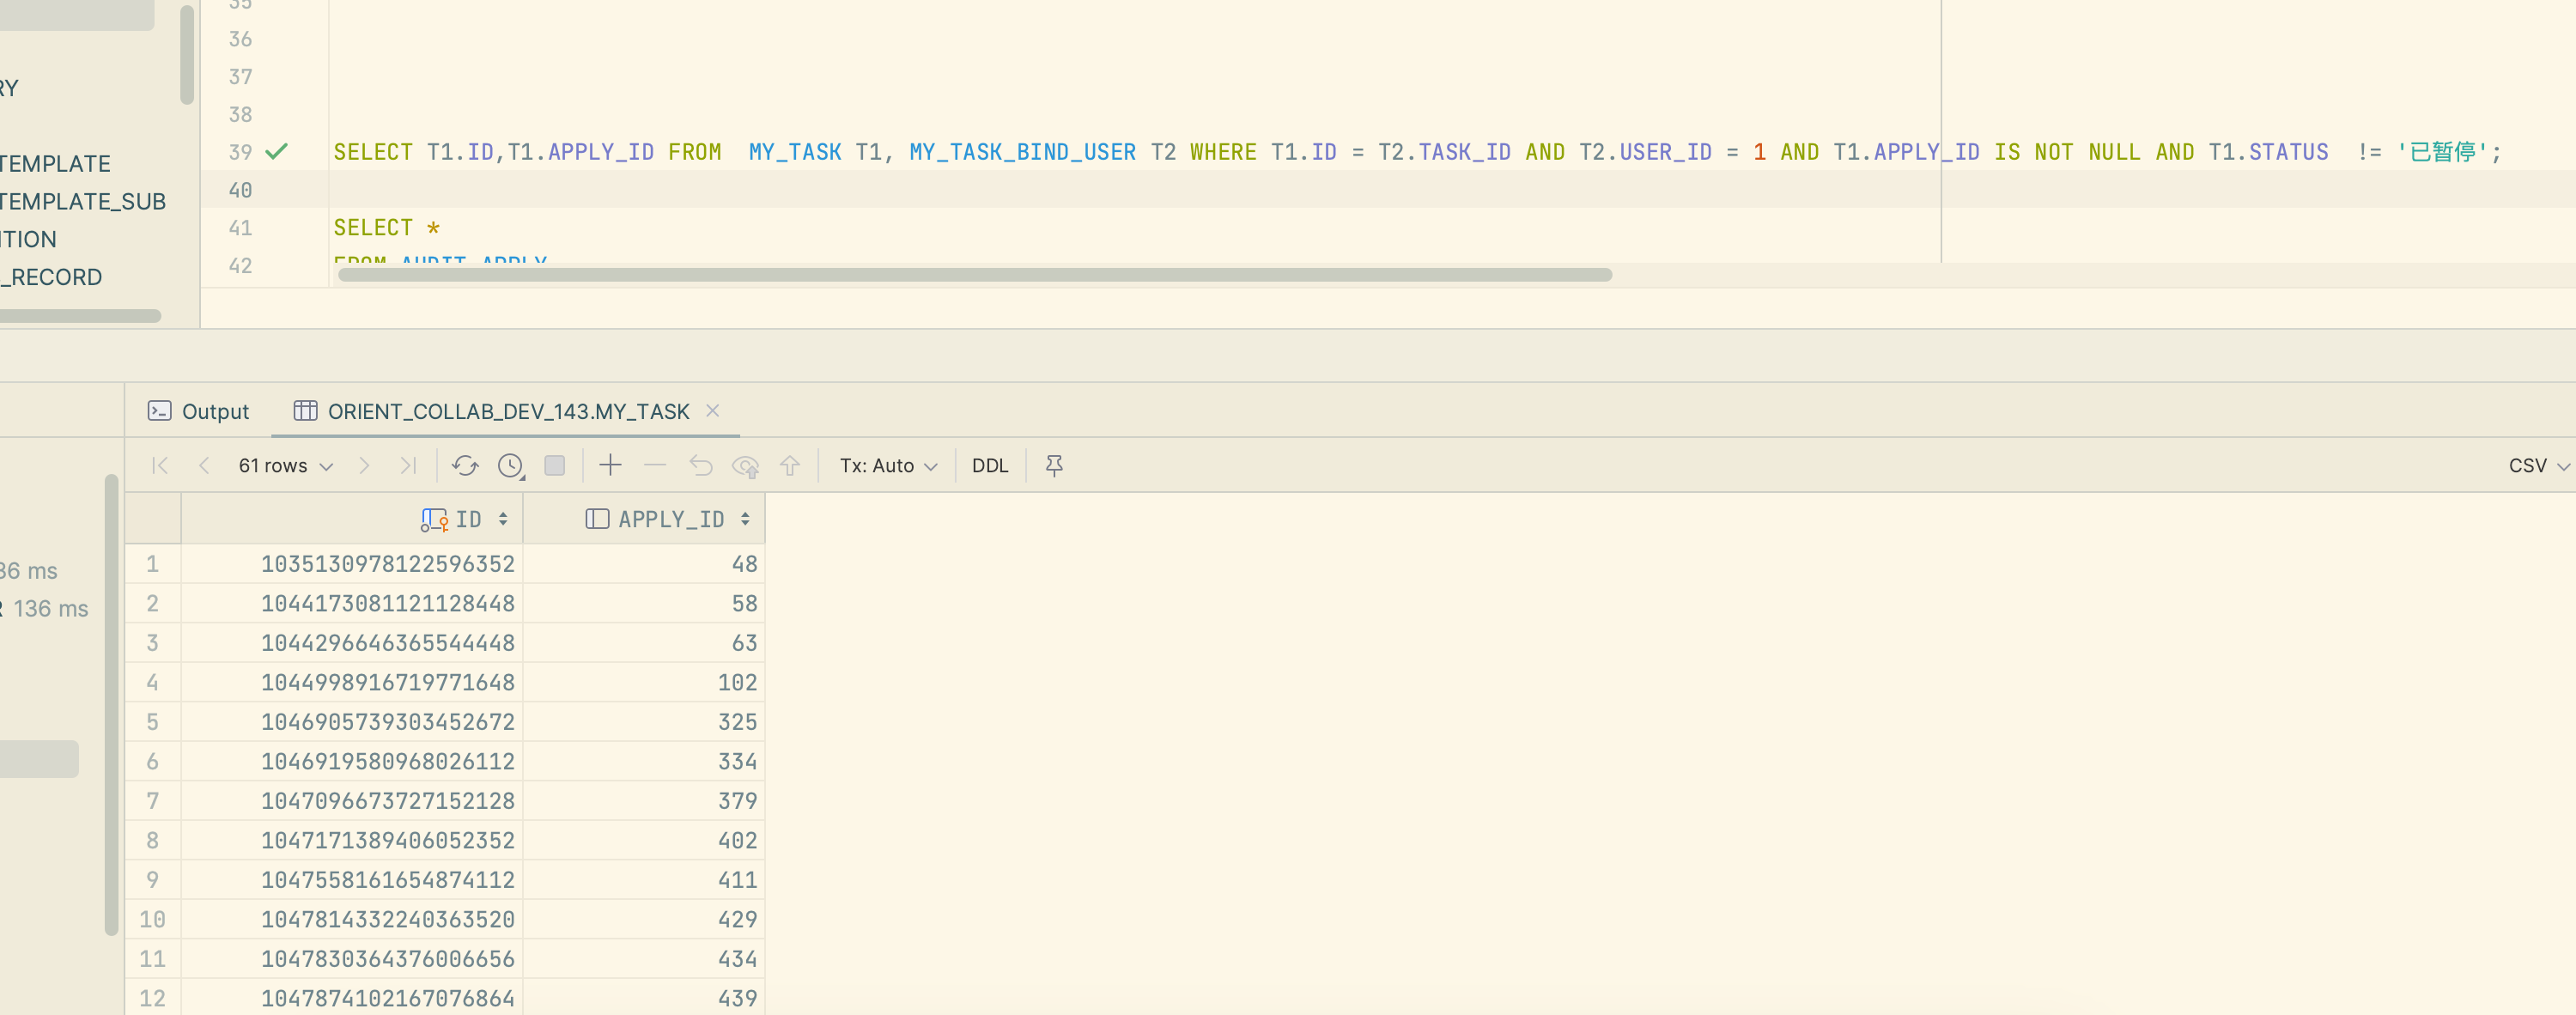 35
36
37
RY
38
39 SELECT T1.ID,T1.APPLY_ID FROM  MY_TASK T1, MY_TASK_BIND_USER T2 WHERE T1.ID = T2.TASK_ID AND T2.USER_ID = 1 AND T1.APPLY_ID IS NOT NULL AND T1.STATUS  != '已暂停';
TEMPLATE
40
TEMPLATE_SUB
41 SELECT *
ITION
42 FROM AUDIT_APPLY
_RECORD
Output ORIENT_COLLAB_DEV_143.MY_TASK
61 rows Tx: Auto DDL CSV
ID APPLY_ID
1 1035130978122596352 48
36 ms
2 1044173081121128448 58
R 136 ms
3 1044296646365544448 63
4 1044998916719771648 102
5 1046905739303452672 325
6 1046919580968026112 334
7 1047096673727152128 379
8 1047171389406052352 402
9 1047558161654874112 411
10 1047814332240363520 429
11 1047830364376006656 434
12 1047874102167076864 439